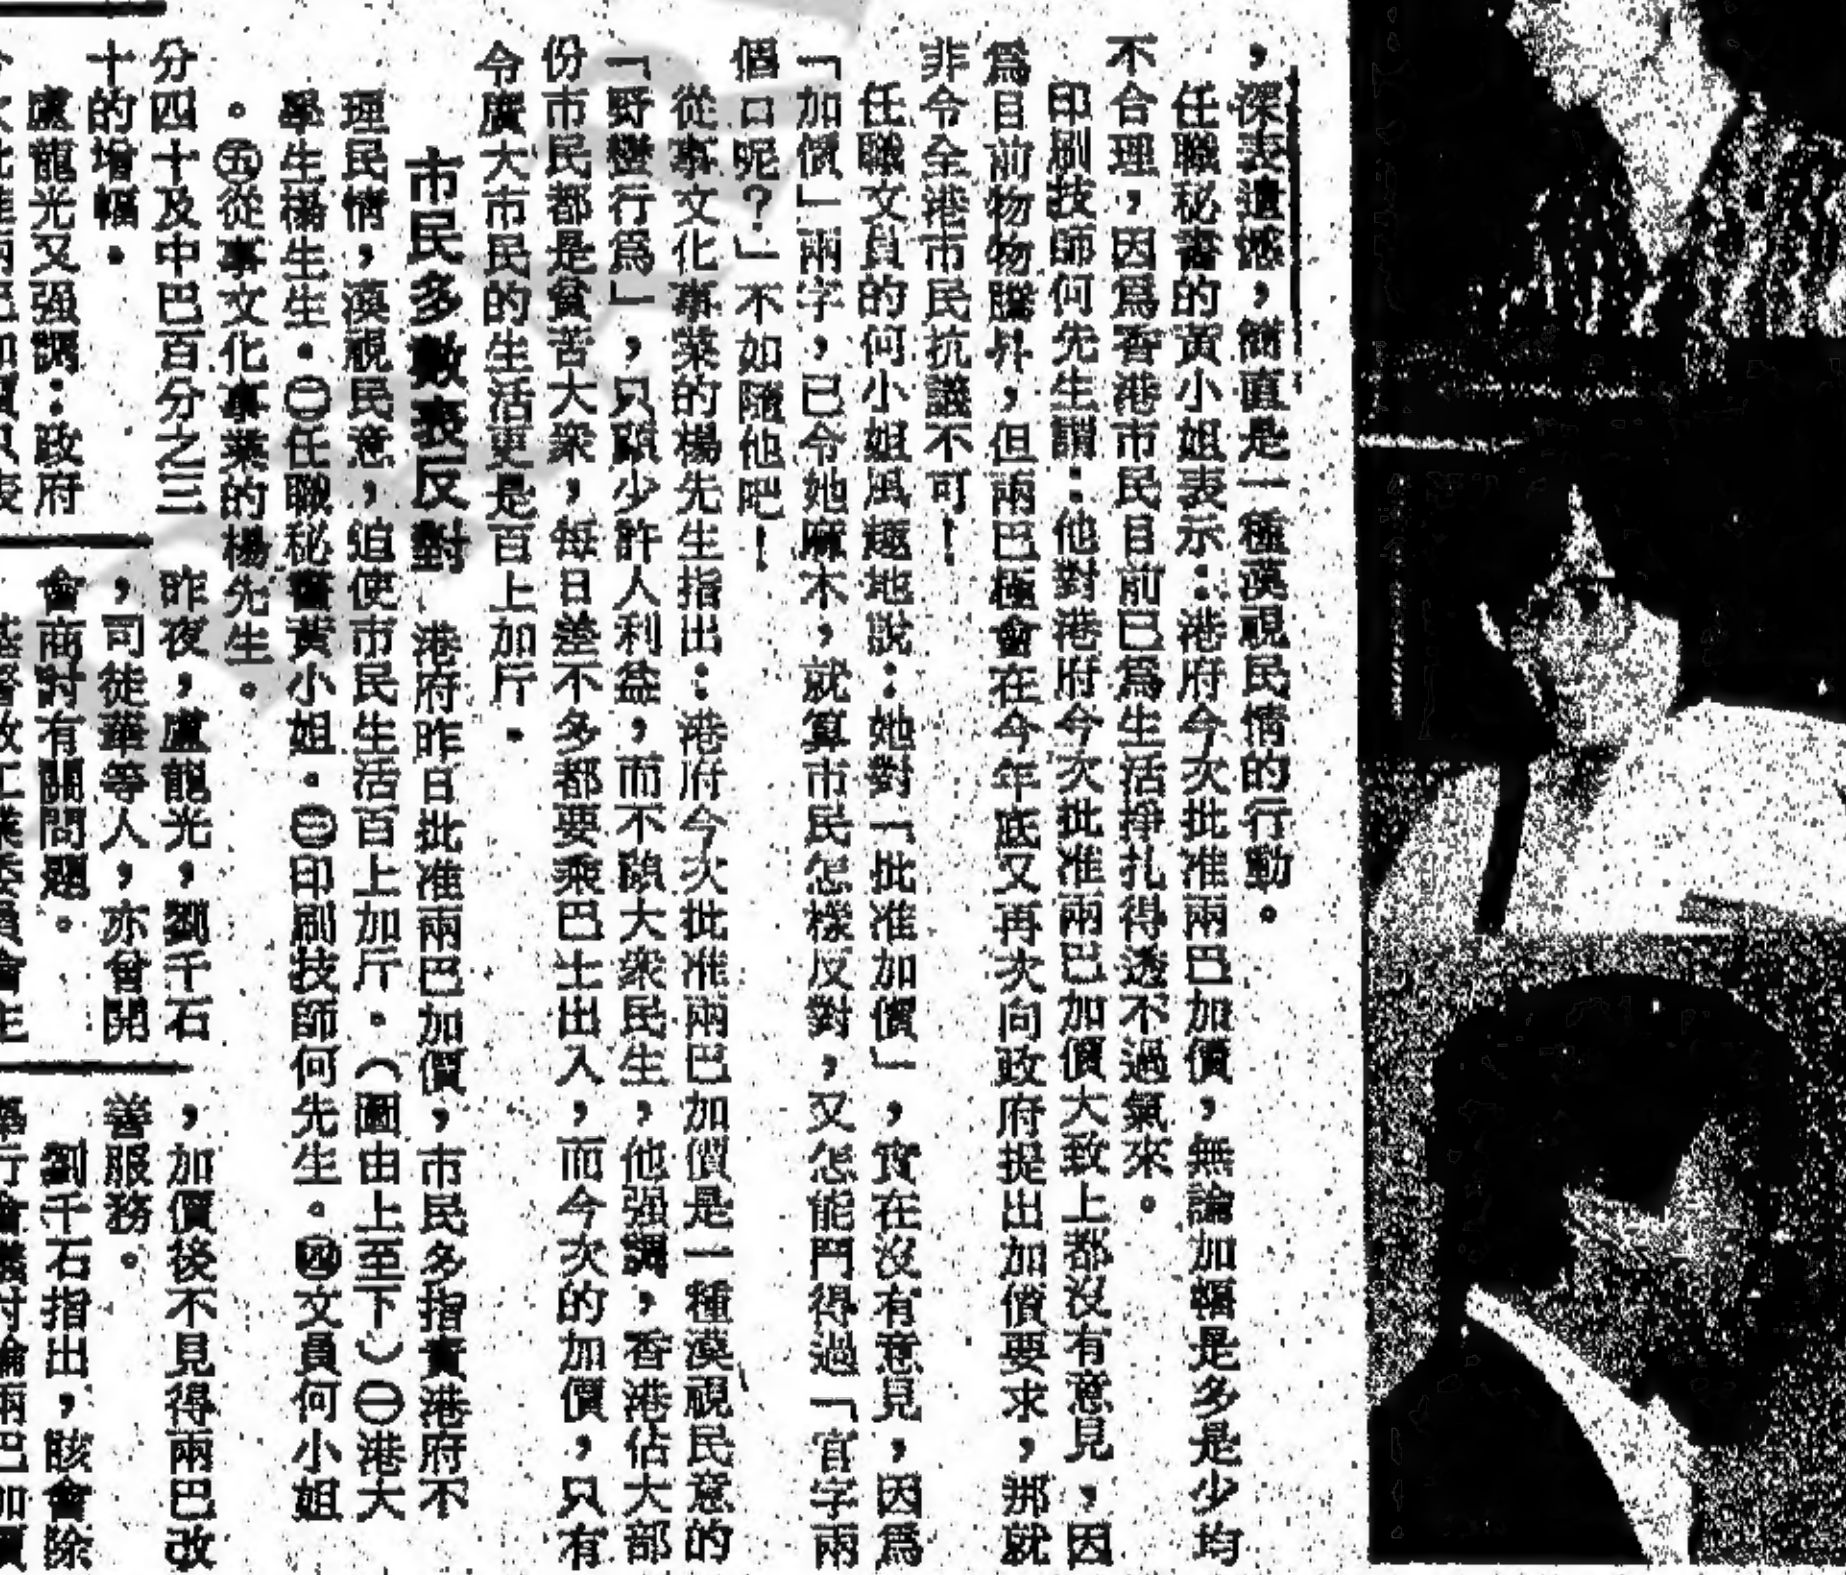 ，深表遺憾，簡直是一種漠視民情的行動。
任職秘書的黃小姐表示：港府今次批准兩巴加價，無論加幅是多是少均
不合理，因爲香港市民目前已爲生活掙扎得透不過氣來。
印刷技師何先生謂：他對港府今次批准兩巴加價大致上都沒有意見，因
爲目前物物騰昇，但兩巴極會在今年底又再次向政府提出加價要求，那就
非令全港市民抗議不可！
任職文員的何小姐風趣地說：她對「批准加價」，實在沒有意見，因爲
「加價」兩字，已令她麻木，就算市民怎樣反對，又怎能鬥得過「官字兩
個口呢？」不如隨他吧！
從事文化事業的楊先生指出：港府今次批准兩巴加價是一種漠視民意的
「野蠻行爲」，只顧少許人利益，而不顧大衆民生，他强調，香港佔大部
份市民都是貧苦大衆，每日差不多都要乘巴士出入，而今次的加價，只有
令廣大市民的生活更是百上加斤。
市民多數表反對
港府昨日批准兩巴加價，市民多指責港府不
理民情，漠視民意，迫使市民生活百上加斤。（圖由上至下）㊀港大
學生楊生生。㊁任職秘書黃小姐。㊂印刷技師何先生。㊃文員何小姐
。㊄從事文化事業的楊先生。
分四十及中巴百分之三
十的增幅。
盧龍光又强調：政府
昨夜，盧龍光，劉千石
，司徒華等人，亦曾開
會商討有關問題。
，加價後不見得兩巴改
善服務。
劉千石指出，該會除